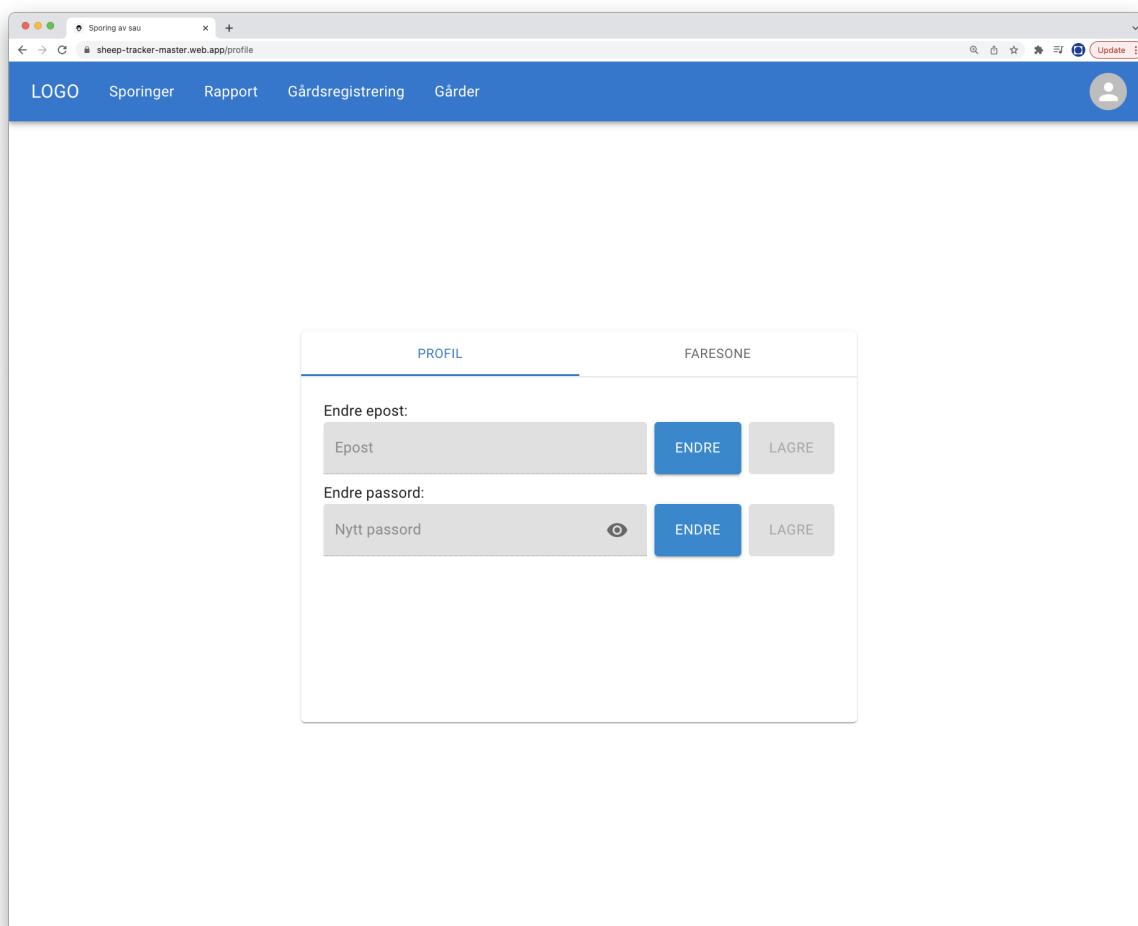 Sporing av sau
sheep-tracker-master.web.app/profile
Update
LOGO Sporinger Rapport Gårdsregistrering Gårder
PROFIL FARESONE
Endre epost:
Epost ENDRE LAGRE
Endre passord:
Nytt passord ENDRE LAGRE